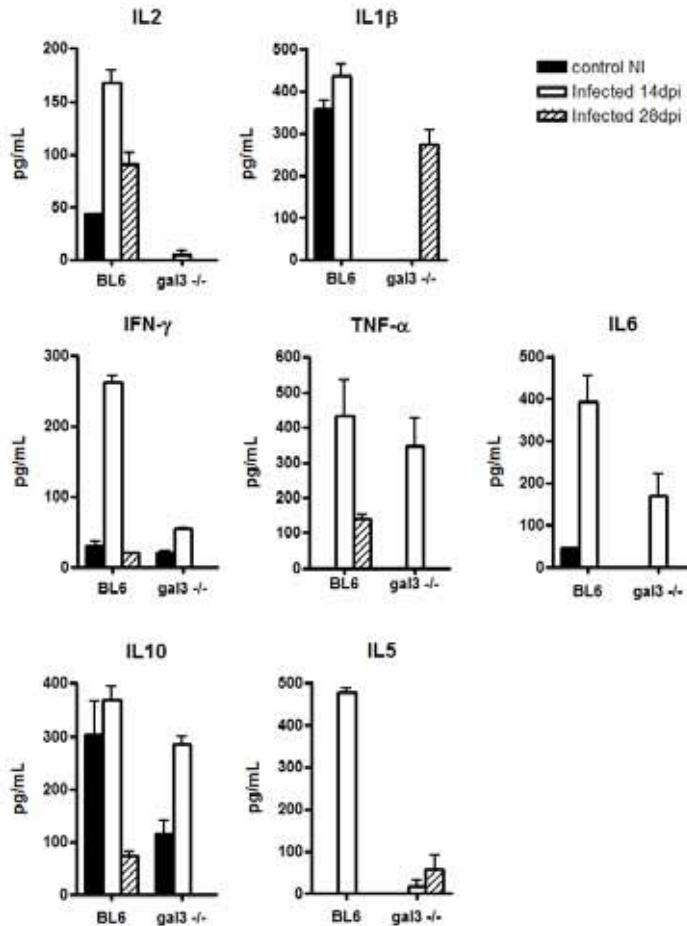 IL2
pg/mL
200
150
100
50
0
BL6 gal3 -/-
IL1β
pg/mL
500
400
300
200
100
0
BL6 gal3 -/-
control NI
Infected 14dpi
Infected 28dpi
IFN-γ
pg/mL
300
200
100
0
BL6 gal3 -/-
TNF-α
pg/mL
600
500
400
300
200
100
0
BL6 gal3 -/-
IL6
pg/mL
500
400
300
200
100
0
BL6 gal3 -/-
IL10
pg/mL
400
300
200
100
0
BL6 gal3 -/-
IL5
pg/mL
500
400
300
200
100
0
BL6 gal3 -/-